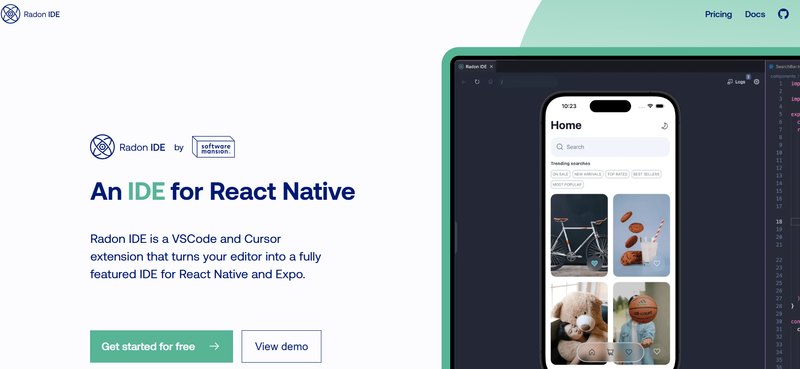 Radon IDE
Pricing
Docs
Radon IDE
Logs
10:23
Home
Search
Trending searches
ON SALE
NEW ARRIVALS
TOP RATED
BEST SELLERS
MOST POPULAR
Radon IDE by software mansion.
An IDE for React Native
Radon IDE is a VSCode and Cursor
extension that turns your editor into a fully
featured IDE for React Native and Expo.
Get started for free →
View demo
1
2
3
4
5
6
7
8
9
10
11
12
13
14
15
16
17
18
19
20
21
22
23
24
25
26
27
28
29
30
31
32